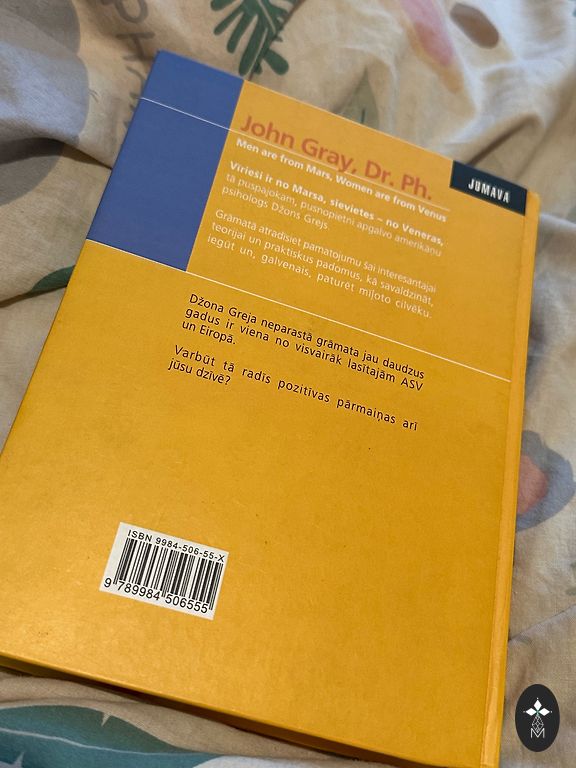 John Gray, Dr. Ph.
Men are from Mars, Women are from Venus
JUMAVA
Vīrieši ir no Marsa, sievietes – no Veneras,
tā puspajokam, pusnopietni apgalvo amerikāņu
psihologs Džons Grejs.
Grāmatā atradīsiet pamatojumu šai interesantajai
teorijai un praktiskus padomus, kā savaldzināt,
iegūt un, galvenais, paturēt mīļoto cilvēku.
Džona Greja neparastā grāmata jau daudzus
gadus ir viena no visvairāk lasītajām ASV
un Eiropā.
Varbūt tā radīs pozitīvas pārmaiņas arī
jūsu dzīvē?
ISBN 9984-506-55-X
9 789984 506555
M